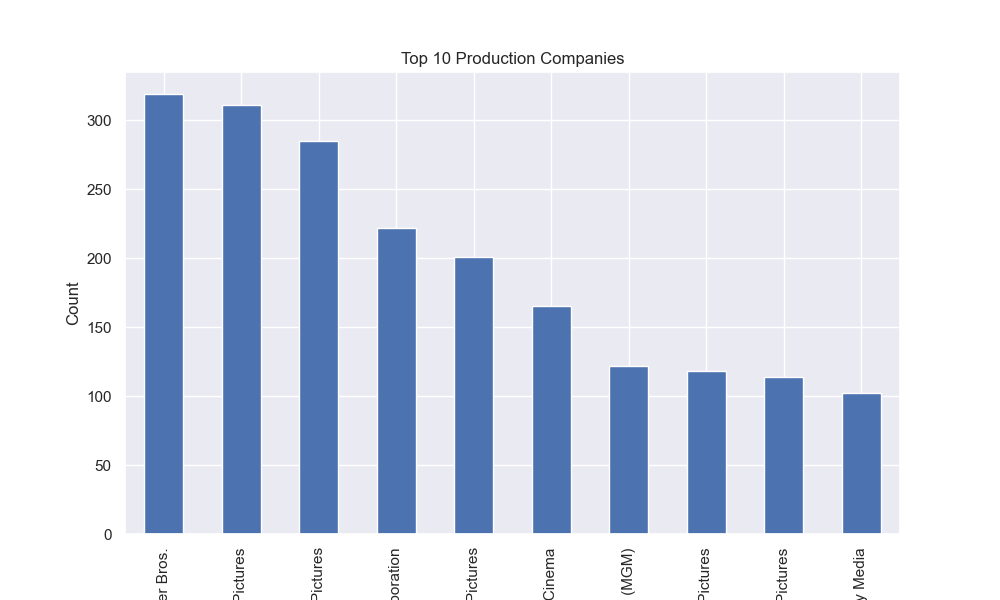 Top 10 Production Companies
Count
300
250
200
150
100
50
0
er Bros.
Pictures
Pictures
poration
Pictures
Cinema
(MGM)
Pictures
Pictures
y Media